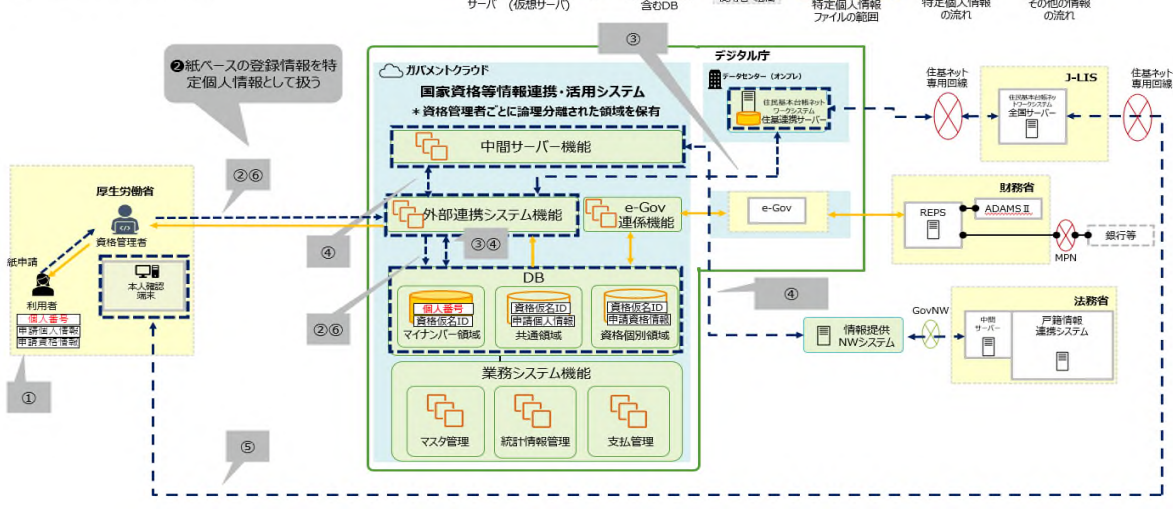 サーバ （仮想サーバ）
含むDB
特定個人情報
ファイルの範囲
特定個人情報
の流れ
その他の情報
の流れ
❷紙ベースの登録情報を特
定個人情報として扱う
③
デジタル庁
ガバメントクラウド
データセンター（オンプレ）
国家資格等情報連携・活用システム
＊資格管理者ごとに論理分離された領域を保有
住民基本台帳ネット
ワークシステム
住基連携サーバー
住基ネット
専用回線
J-LIS
住民基本台帳ネッ
トワークシステム
全国サーバー
住基ネット
専用回線
中間サーバー機能
②⑥
厚生労働省
資格管理者
紙申請
利用者
個人番号
申請個人情報
申請資格情報
本人確認
端末
①
④
外部連携システム機能
e-Gov
連係機能
e-Gov
財務省
REPS
ADAMSⅡ
MPN
銀行等
③④
②⑥
DB
個人番号
資格仮名ID
マイナンバー領域
資格仮名ID
申請個人情報
共通領域
資格仮名ID
申請資格情報
資格個別領域
④
情報提供
NWシステム
GovNW
法務省
中間
サーバー
戸籍情報
連携システム
業務システム機能
マスタ管理
統計情報管理
支払管理
⑤